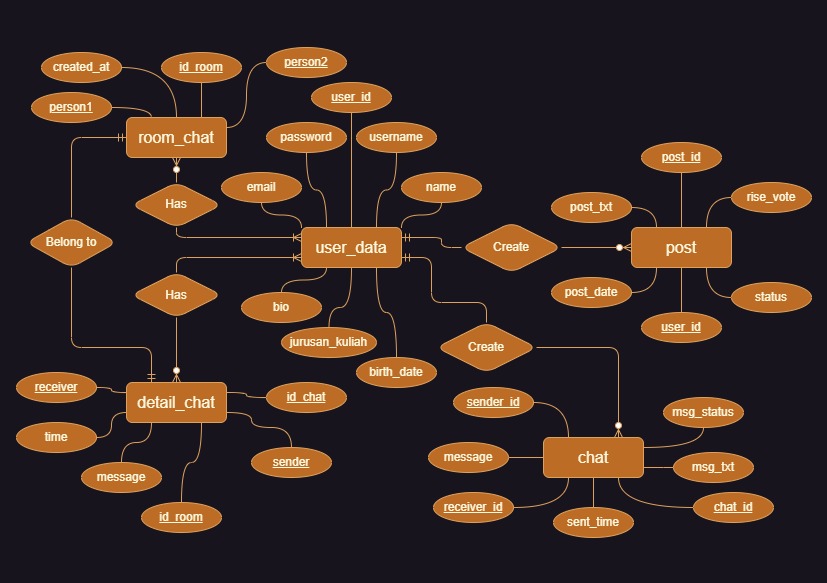 created_at
id_room
person2
person1
user_id
room_chat
password
username
post_id
email
name
rise_vote
Has
post_txt
Belong to
user_data
Create
post
Has
post_date
status
bio
user_id
jurusan_kuliah
Create
birth_date
receiver
id_chat
detail_chat
sender_id
msg_status
time
message
chat
msg_txt
sender
message
receiver_id
chat_id
id_room
sent_time